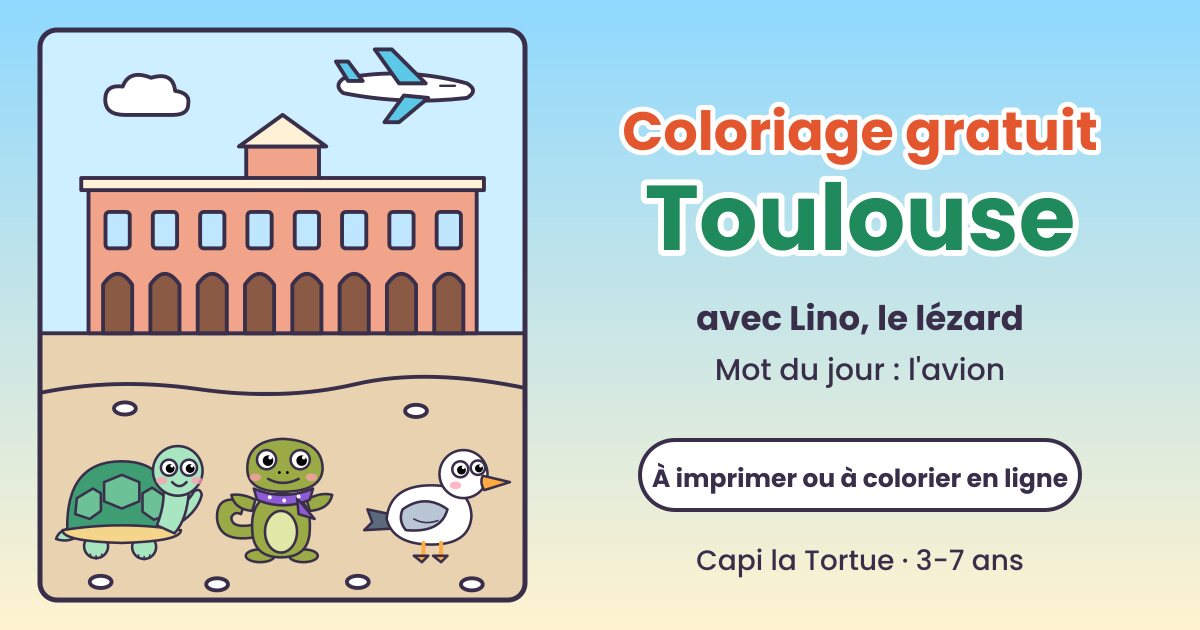 Coloriage gratuit
Toulouse
avec Lino, le lézard
Mot du jour : l'avion
À imprimer ou à colorier en ligne
Capi la Tortue · 3-7 ans